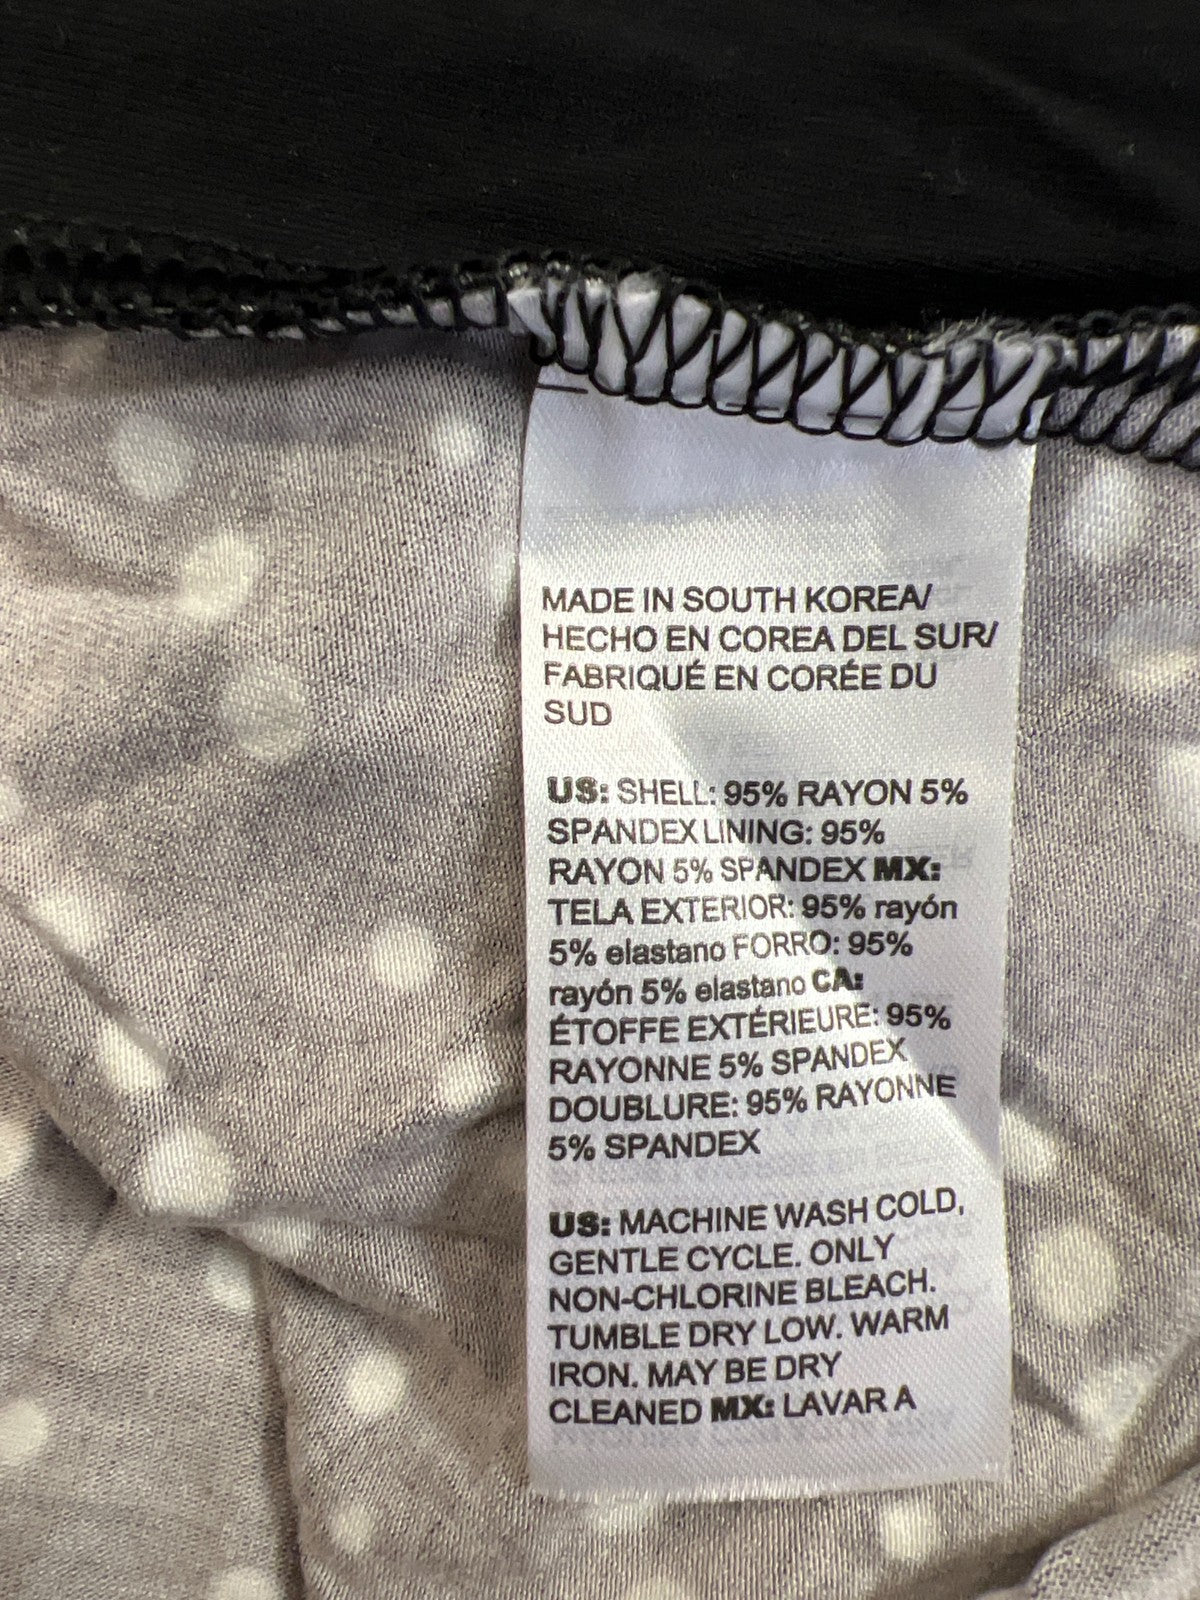 MADE IN SOUTH KOREA/
HECHO EN COREA DEL SUR/
FABRIQUÉ EN CORÉE DU
SUD
US: SHELL: 95% RAYON 5%
SPANDEX LINING: 95%
RAYON 5% SPANDEX MX:
TELA EXTERIOR: 95% rayón
5% elastano FORRO: 95%
rayón 5% elastano CA:
ÉTOFFE EXTÉRIEURE: 95%
RAYONNE 5% SPANDEX
DOUBLURE: 95% RAYONNE
5% SPANDEX
US: MACHINE WASH COLD,
GENTLE CYCLE. ONLY
NON-CHLORINE BLEACH.
TUMBLE DRY LOW. WARM
IRON. MAY BE DRY
CLEANED MX: LAVAR A